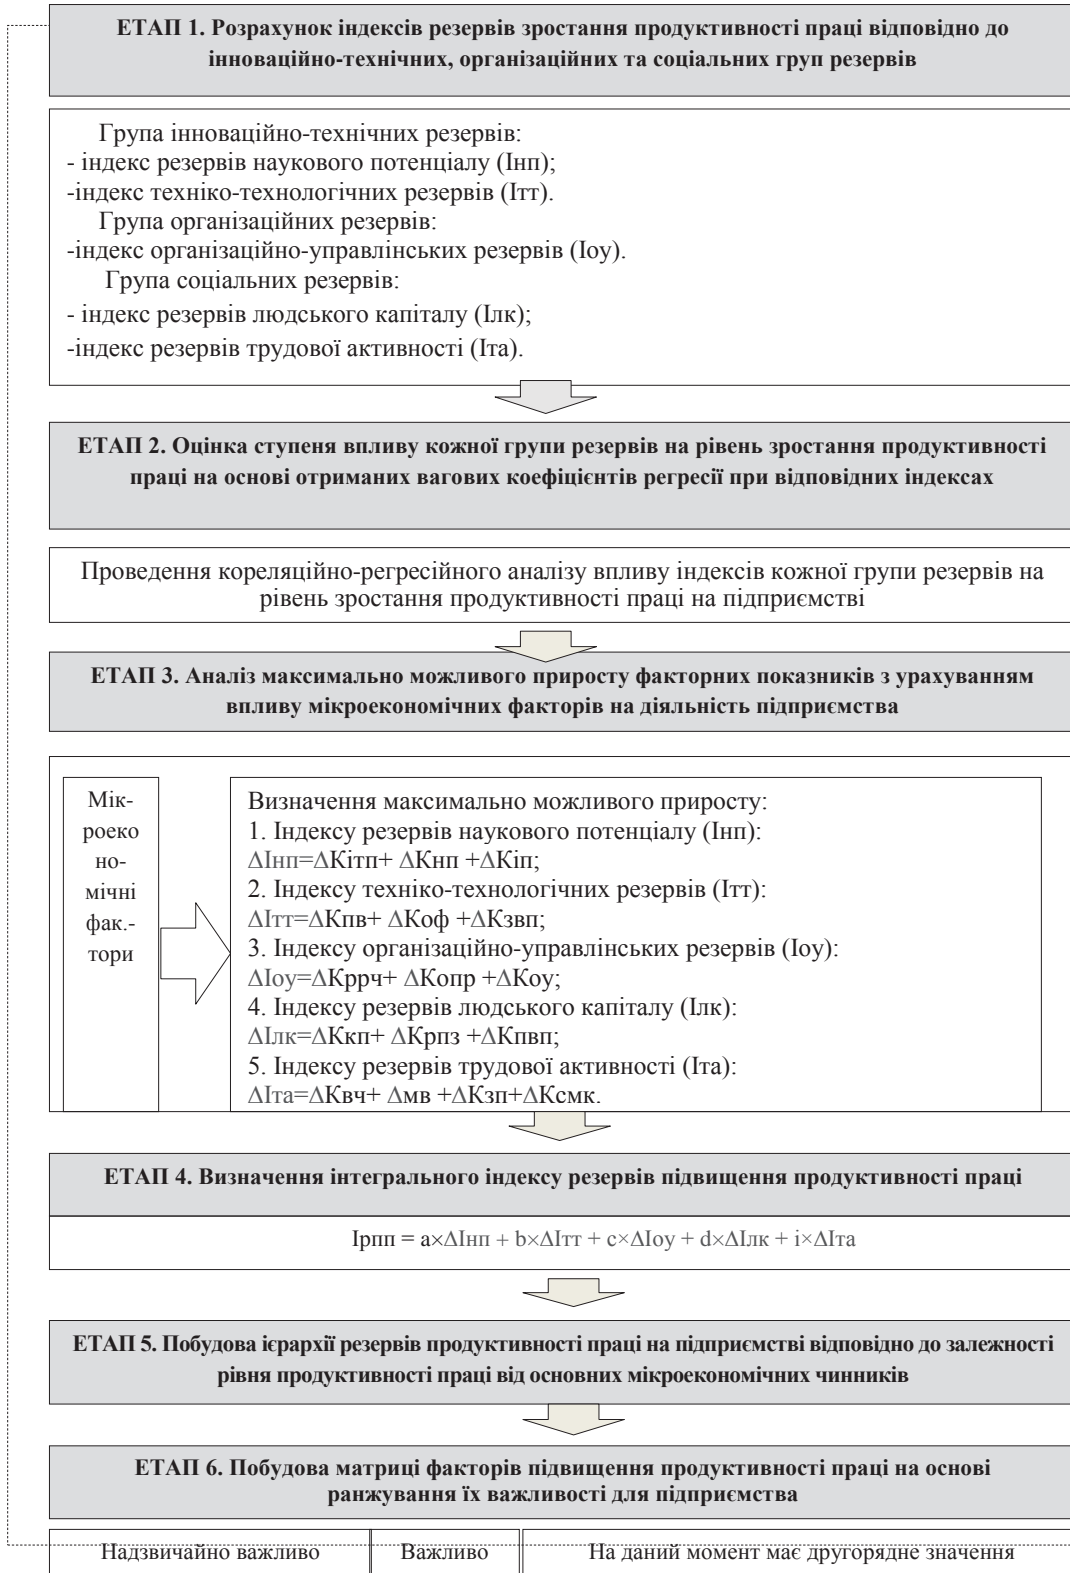 ЕТАП 1. Розрахунок індексів резервів зростання продуктивності праці відповідно до
інноваційно-технічних, організаційних та соціальних груп резервів
Група інноваційно-технічних резервів:
- індекс резервів наукового потенціалу (Інп);
-індекс техніко-технологічних резервів (Ітт).
Група організаційних резервів:
-індекс організаційно-управлінських резервів (Іоу).
Група соціальних резервів:
- індекс резервів людського капіталу (Ілк);
-індекс резервів трудової активності (Іта).
ЕТАП 2. Оцінка ступеня впливу кожної групи резервів на рівень зростання продуктивності
праці на основі отриманих вагових коефіцієнтів регресії при відповідних індексах
Проведення кореляційно-регресійного аналізу впливу індексів кожної групи резервів на
рівень зростання продуктивності праці на підприємстві
ЕТАП 3. Аналіз максимально можливого приросту факторних показників з урахуванням
впливу мікроекономічних факторів на діяльність підприємства
Мік-
роеко
но-
мічні
фак.-
тори
Визначення максимально можливого приросту:
1. Індексу резервів наукового потенціалу (Інп):
ΔІнп=ΔКітп+ ΔКнп +ΔКіп;
2. Індексу техніко-технологічних резервів (Ітт):
ΔІтт=ΔКпв+ ΔКоф +ΔКзвп;
3. Індексу організаційно-управлінських резервів (Іоу):
ΔІоу=ΔКррч+ ΔКопр +ΔКоу;
4. Індексу резервів людського капіталу (Ілк):
ΔІлк=ΔКкп+ ΔКрпз +ΔКпвп;
5. Індексу резервів трудової активності (Іта):
ΔІта=ΔКвч+ Δмв +ΔКзп+ΔКсмк.
ЕТАП 4. Визначення інтегрального індексу резервів підвищення продуктивності праці
Ірпп = a×ΔІнп + b×ΔІтт + c×ΔІоу + d×ΔІлк + i×ΔІта
ЕТАП 5. Побудова ієрархії резервів продуктивності праці на підприємстві відповідно до залежності
рівня продуктивності праці від основних мікроекономічних чинників
ЕТАП 6. Побудова матриці факторів підвищення продуктивності праці на основі
ранжування їх важливості для підприємства
Надзвичайно важливо
Важливо
На даний момент має другорядне значення